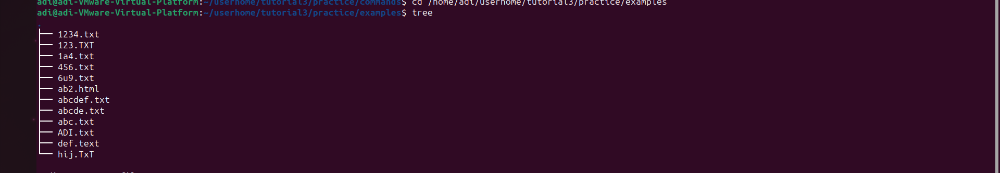 adi@adi-VMware-Virtual-Platform:~/userhome/tutorial3/practice/commands$ cd /home/adi/userhome/tutorial3/practice/examples
adi@adi-VMware-Virtual-Platform:~/userhome/tutorial3/practice/examples$ tree
.
├── 1234.txt
├── 123.TXT
├── 1a4.txt
├── 456.txt
├── 6u9.txt
├── ab2.html
├── abcdef.txt
├── abcde.txt
├── abc.txt
├── ADI.txt
├── def.text
└── hij.TxT